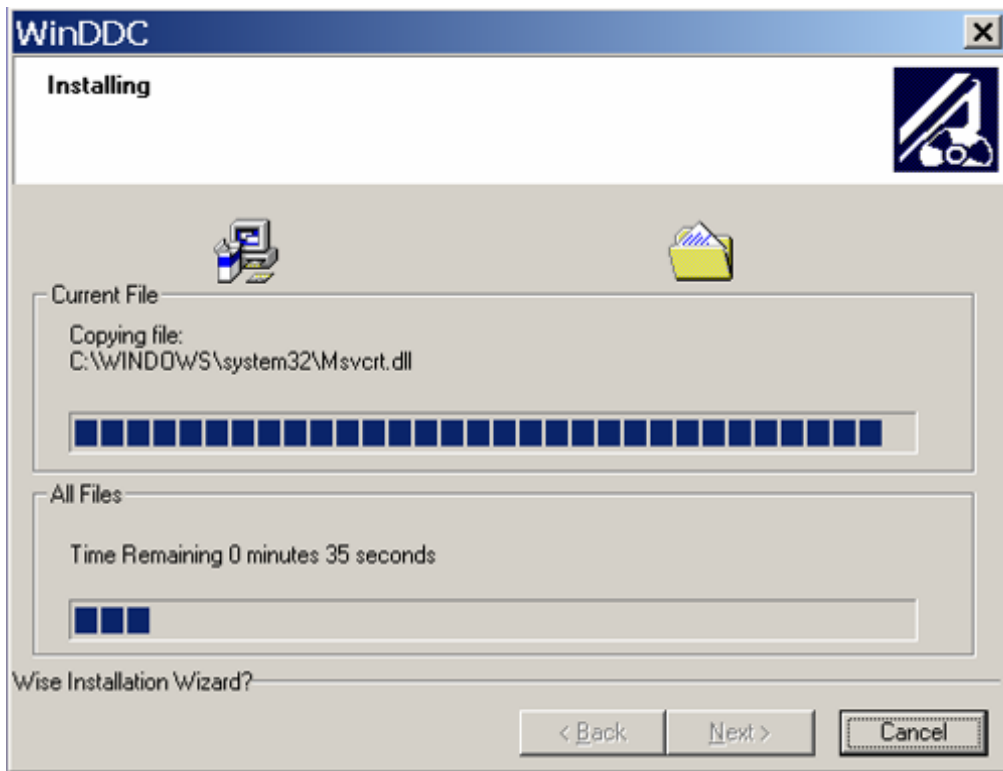 WinDDC
Installing
Current File
Copying file:
C:\WINDOWS\system32\Msvcrt.dll
All Files
Time Remaining 0 minutes 35 seconds
Wise Installation Wizard?
< Back
Next >
Cancel